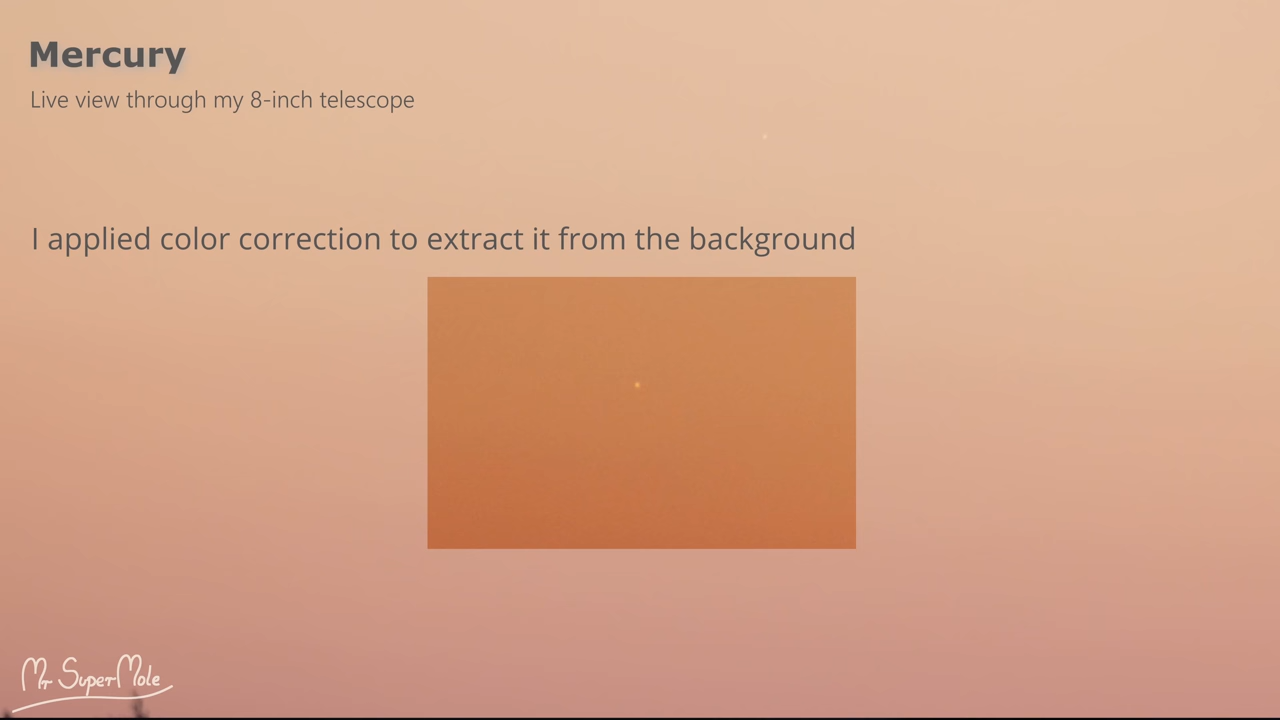 Mercury
Live view through my 8-inch telescope
I applied color correction to extract it from the background
Mr SuperMole